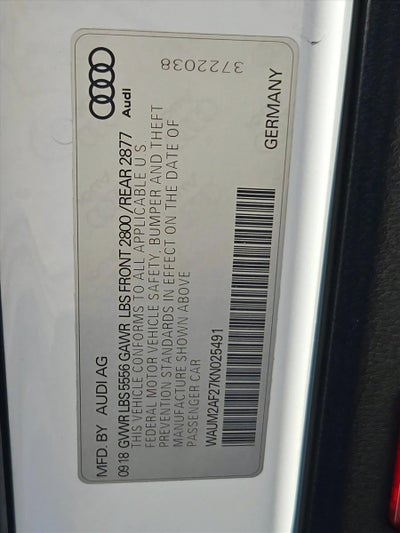 MFD. BY AUDI AG
09 18 GVWR LBS 5556 GAWR LBS FRONT 2800 / REAR 2877
THIS VEHICLE CONFORMS TO ALL APPLICABLE U S
FEDERAL MOTOR VEHICLE SAFETY, BUMPER AND THEFT
PREVENTION STANDARDS IN EFFECT ON THE DATE OF
MANUFACTURE SHOWN ABOVE
PASSENGER CAR
WAUM2AF27KN025491
Audi
3722038
GERMANY